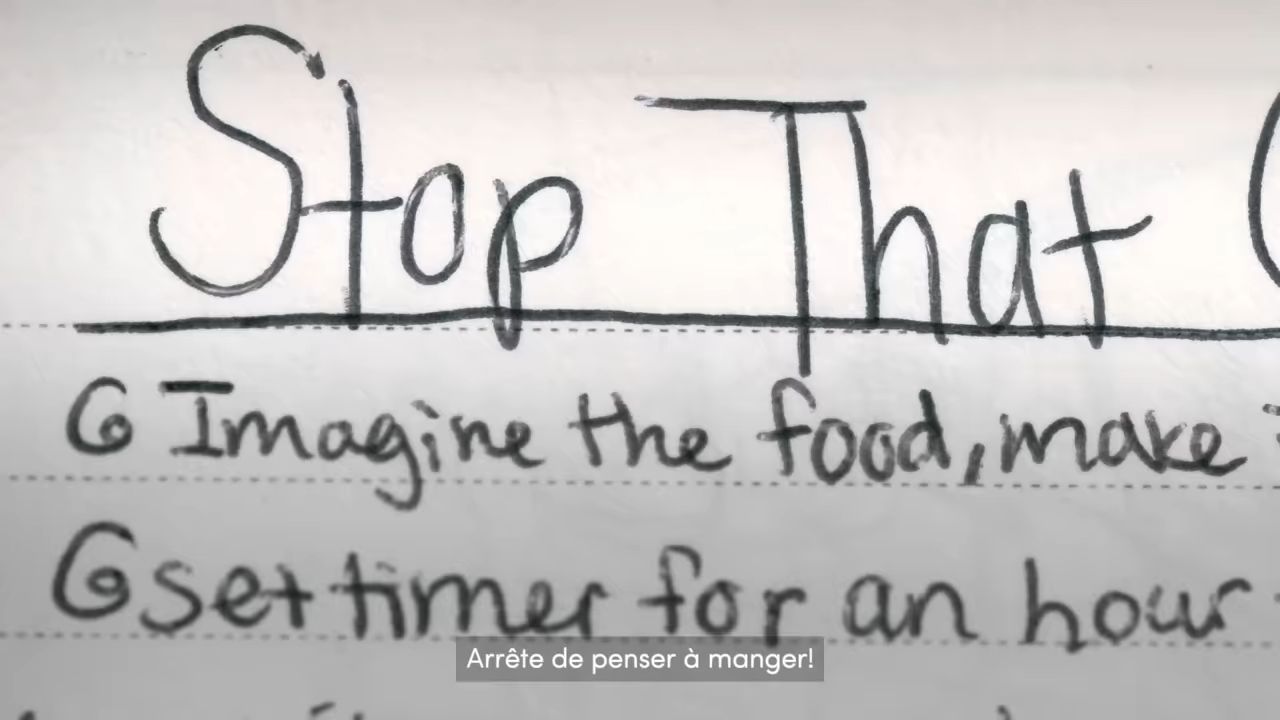 Stop That
Imagine the food, make
set timer for an hour
Arrête de penser à manger!